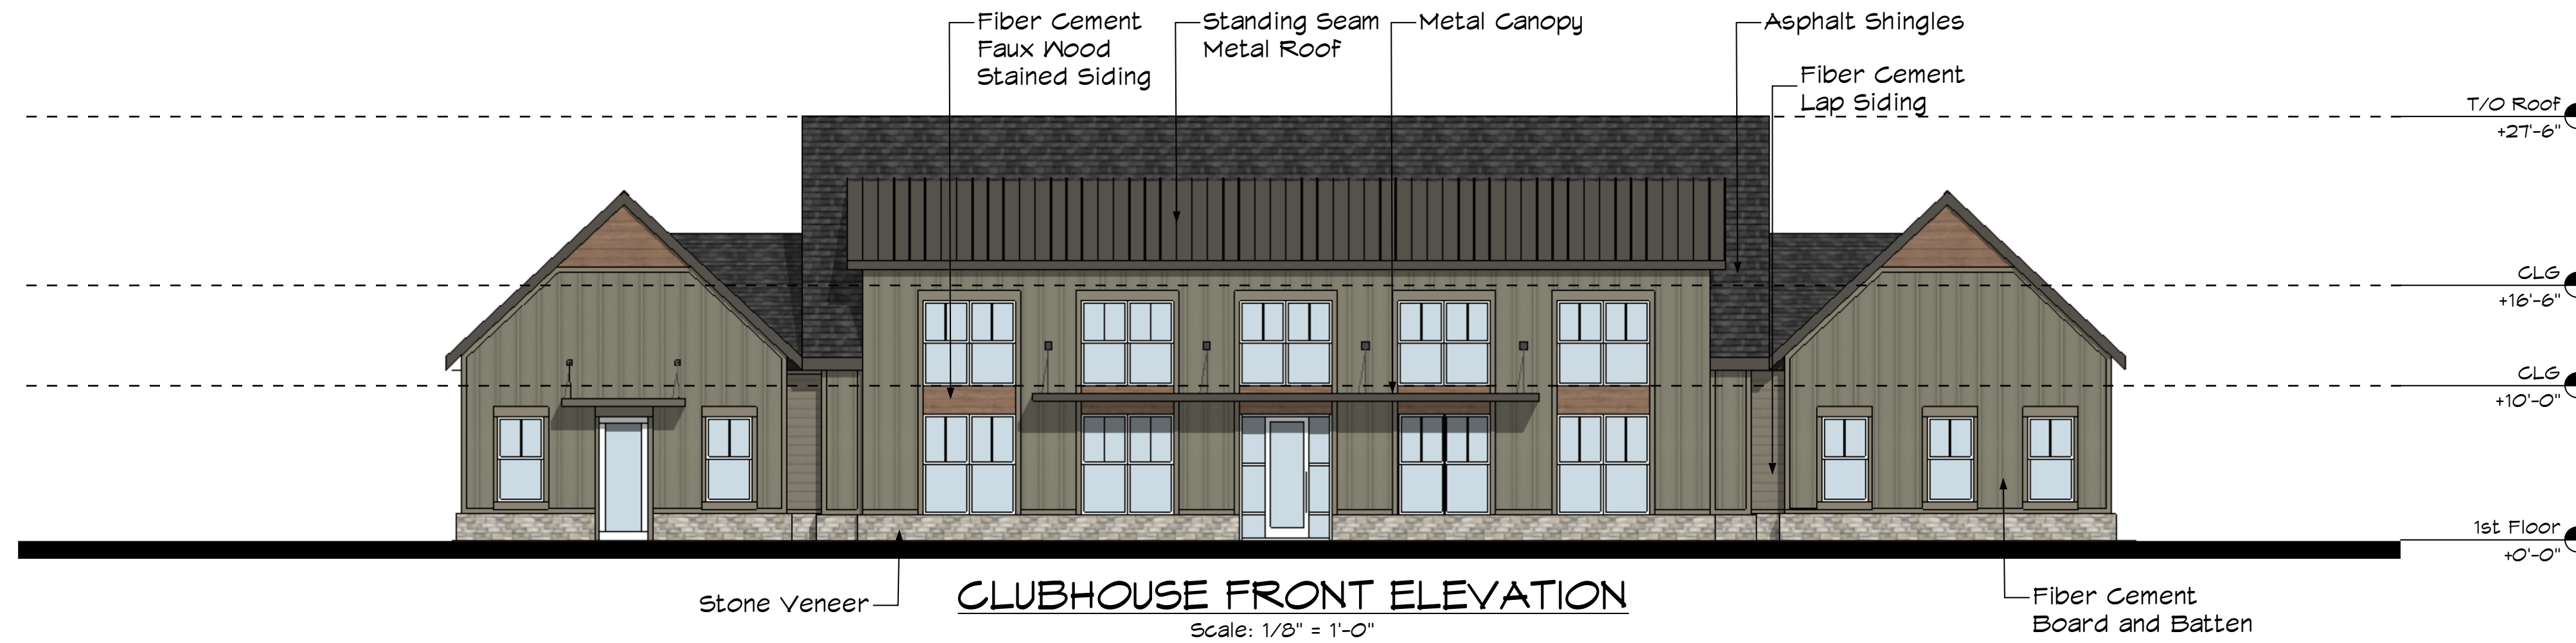 Fiber Cement
Faux Wood
Stained Siding
Standing Seam
Metal Roof
Metal Canopy
Asphalt Shingles
Fiber Cement
Lap Siding
T/O Roof
+27'-6"
CLG
+16'-6"
CLG
+10'-0"
1st Floor
+0'-0"
Stone Veneer
CLUBHOUSE FRONT ELEVATION
Scale: 1/8" = 1'-0"
Fiber Cement
Board and Batten